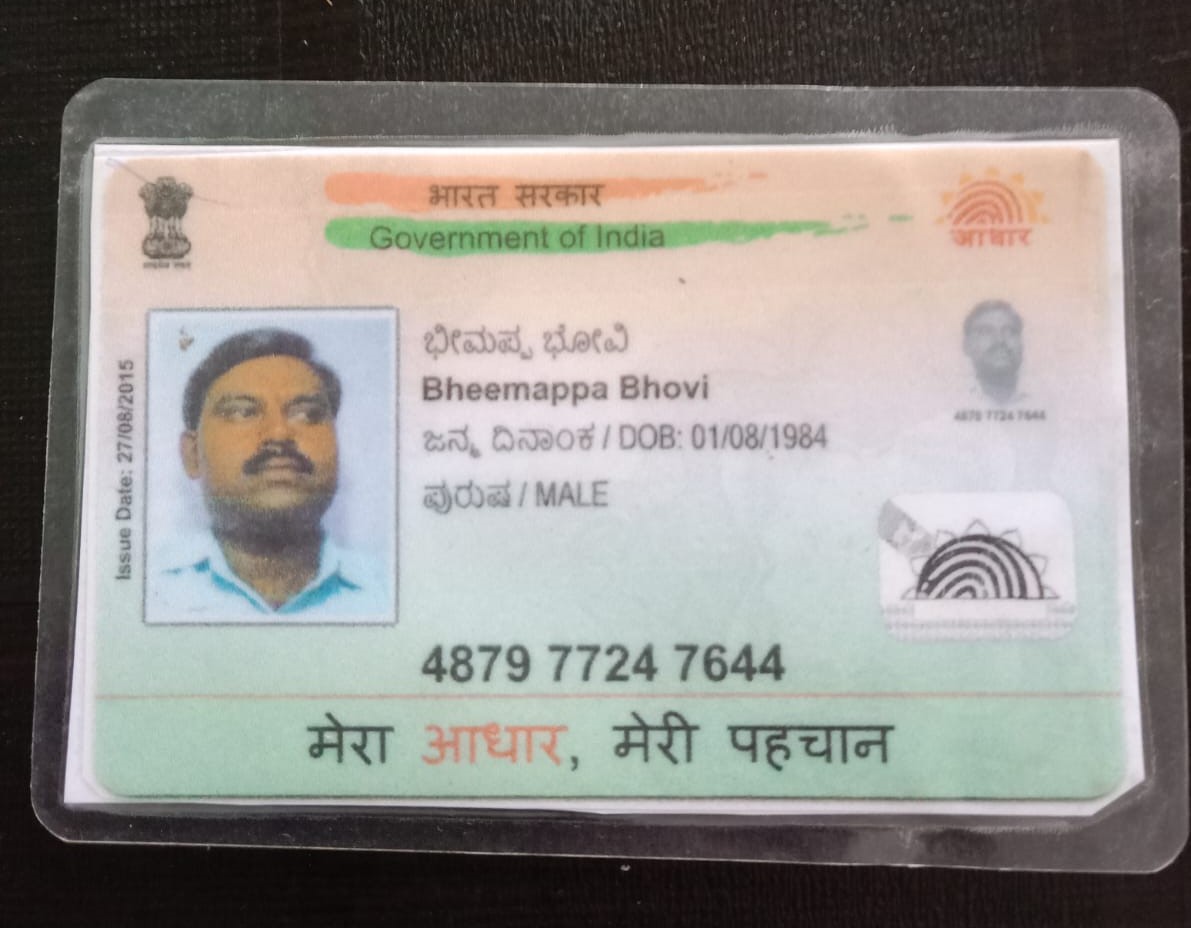 भारत सरकार
Government of India
आधार
Issue Date: 27/08/2015
ಭೀಮಪ್ಪ ಭೋವಿ
Bheemappa Bhovi
ಜನ್ಮ ದಿನಾಂಕ / DOB: 01/08/1984
ಪುರುಷ / MALE
7724 7644
4879 7724 7644
मेरा आधार, मेरी पहचान